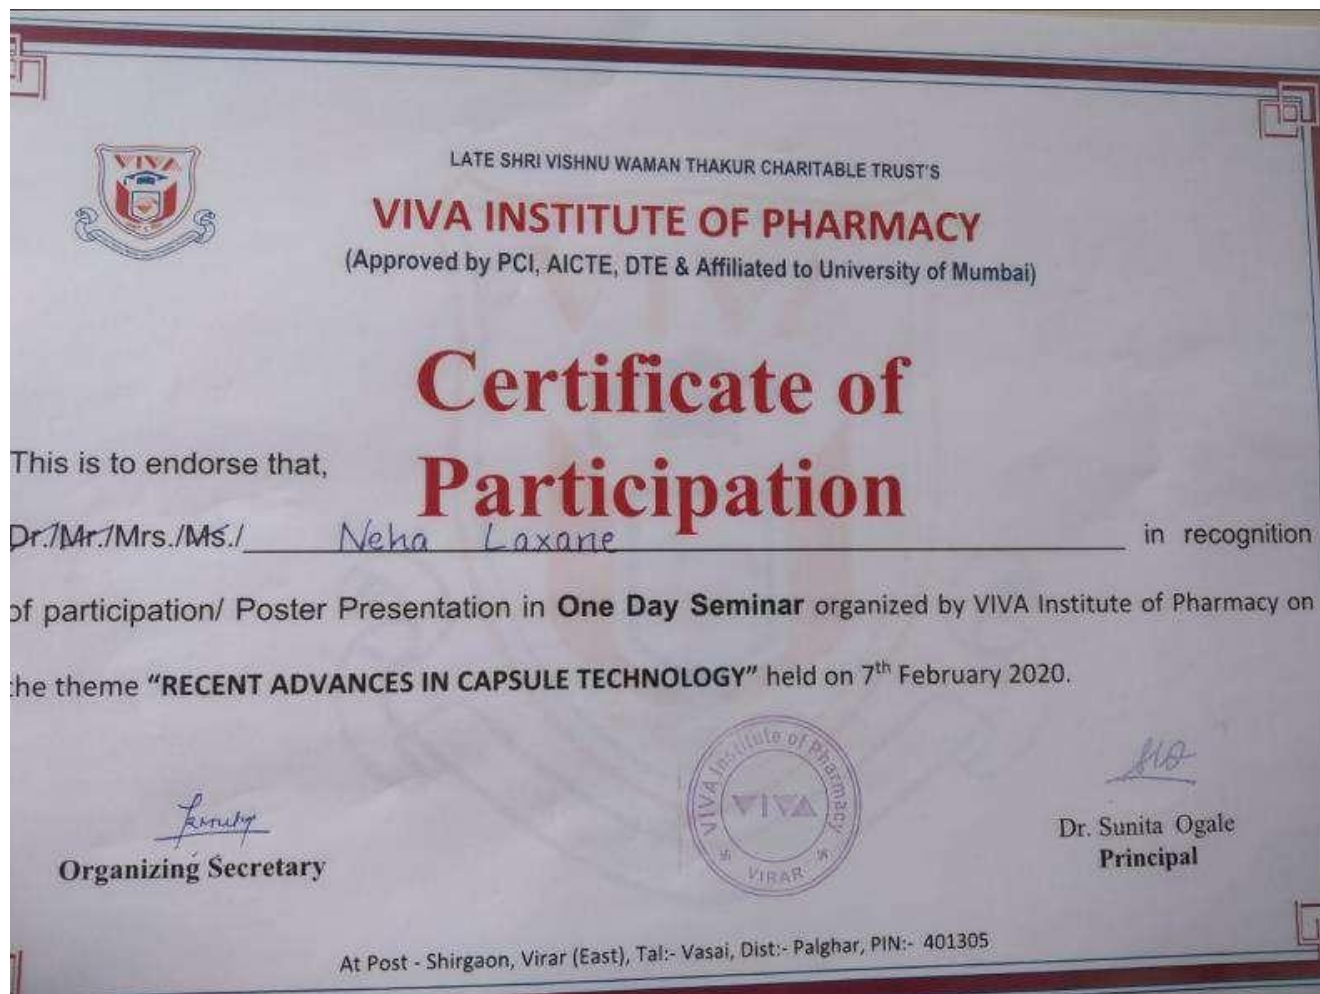 VIVA
LATE SHRI VISHNU WAMAN THAKUR CHARITABLE TRUST'S
VIVA INSTITUTE OF PHARMACY
(Approved by PCI, AICTE, DTE & Affiliated to University of Mumbai)
Certificate of
Participation
This is to endorse that,
Dr./Mr./Mrs./Ms./ Neha Laxane in recognition
of participation/ Poster Presentation in One Day Seminar organized by VIVA Institute of Pharmacy on
he theme “RECENT ADVANCES IN CAPSULE TECHNOLOGY” held on 7th February 2020.
VIVA Institute of Pharmacy
VIVA
VIRAR
Organizing Secretary
Dr. Sunita Ogale
Principal
At Post - Shirgaon, Virar (East), Tal:- Vasai, Dist:- Palghar, PIN:- 401305